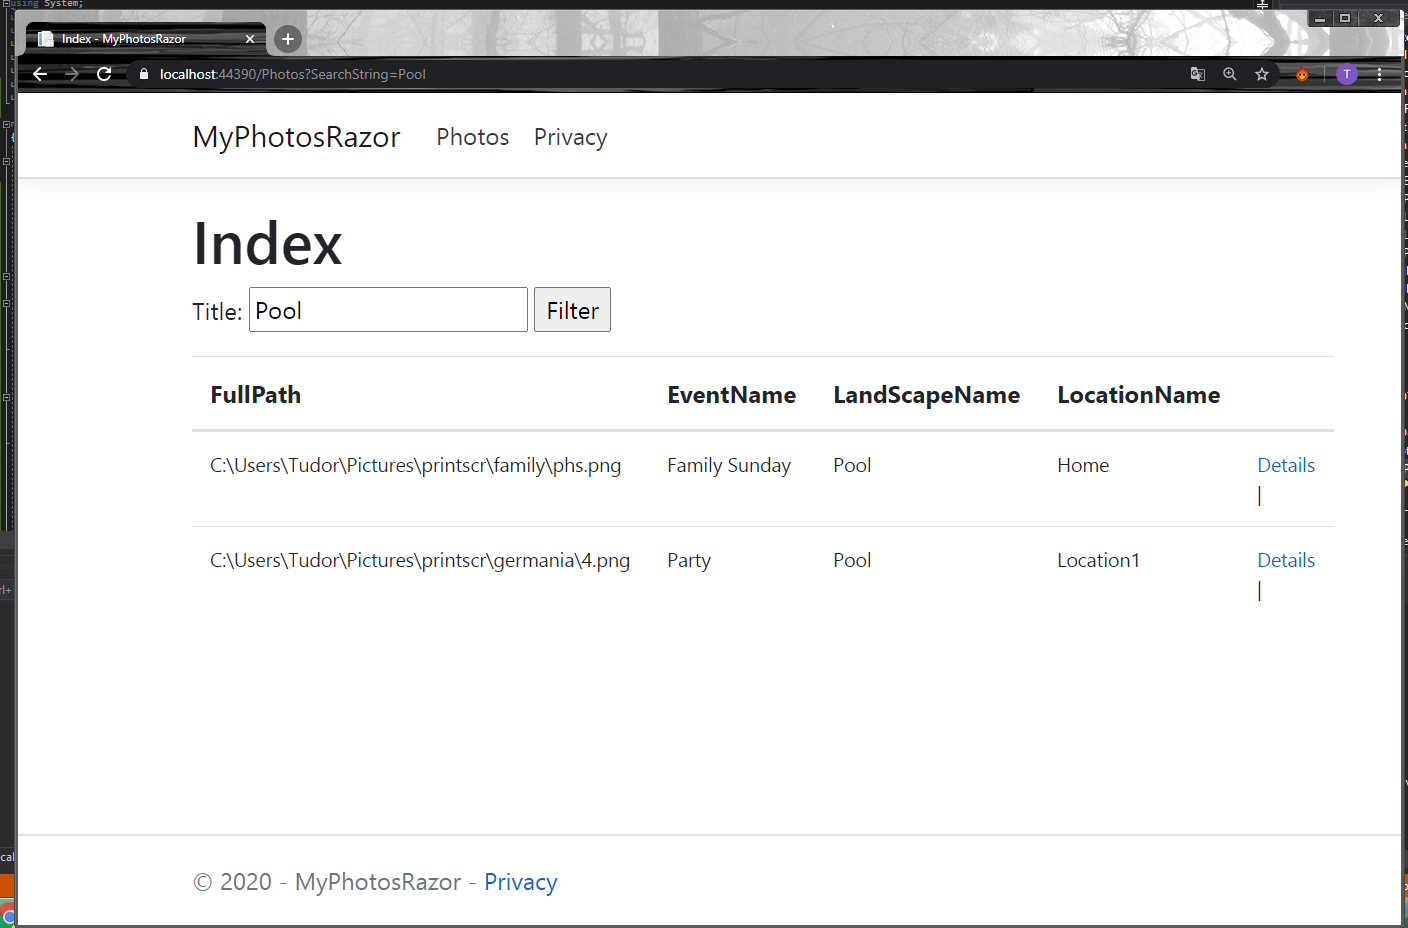 using System;
Index - MyPhotosRazor
localhost:44390/Photos?SearchString=Pool
T
MyPhotosRazor Photos Privacy
Index
Title: Pool Filter
FullPath EventName LandScapeName LocationName
C:\Users\Tudor\Pictures\printscr\family\phs.png Family Sunday Pool Home Details
|
C:\Users\Tudor\Pictures\printscr\germania\4.png Party Pool Location1 Details
|
© 2020 - MyPhotosRazor - Privacy